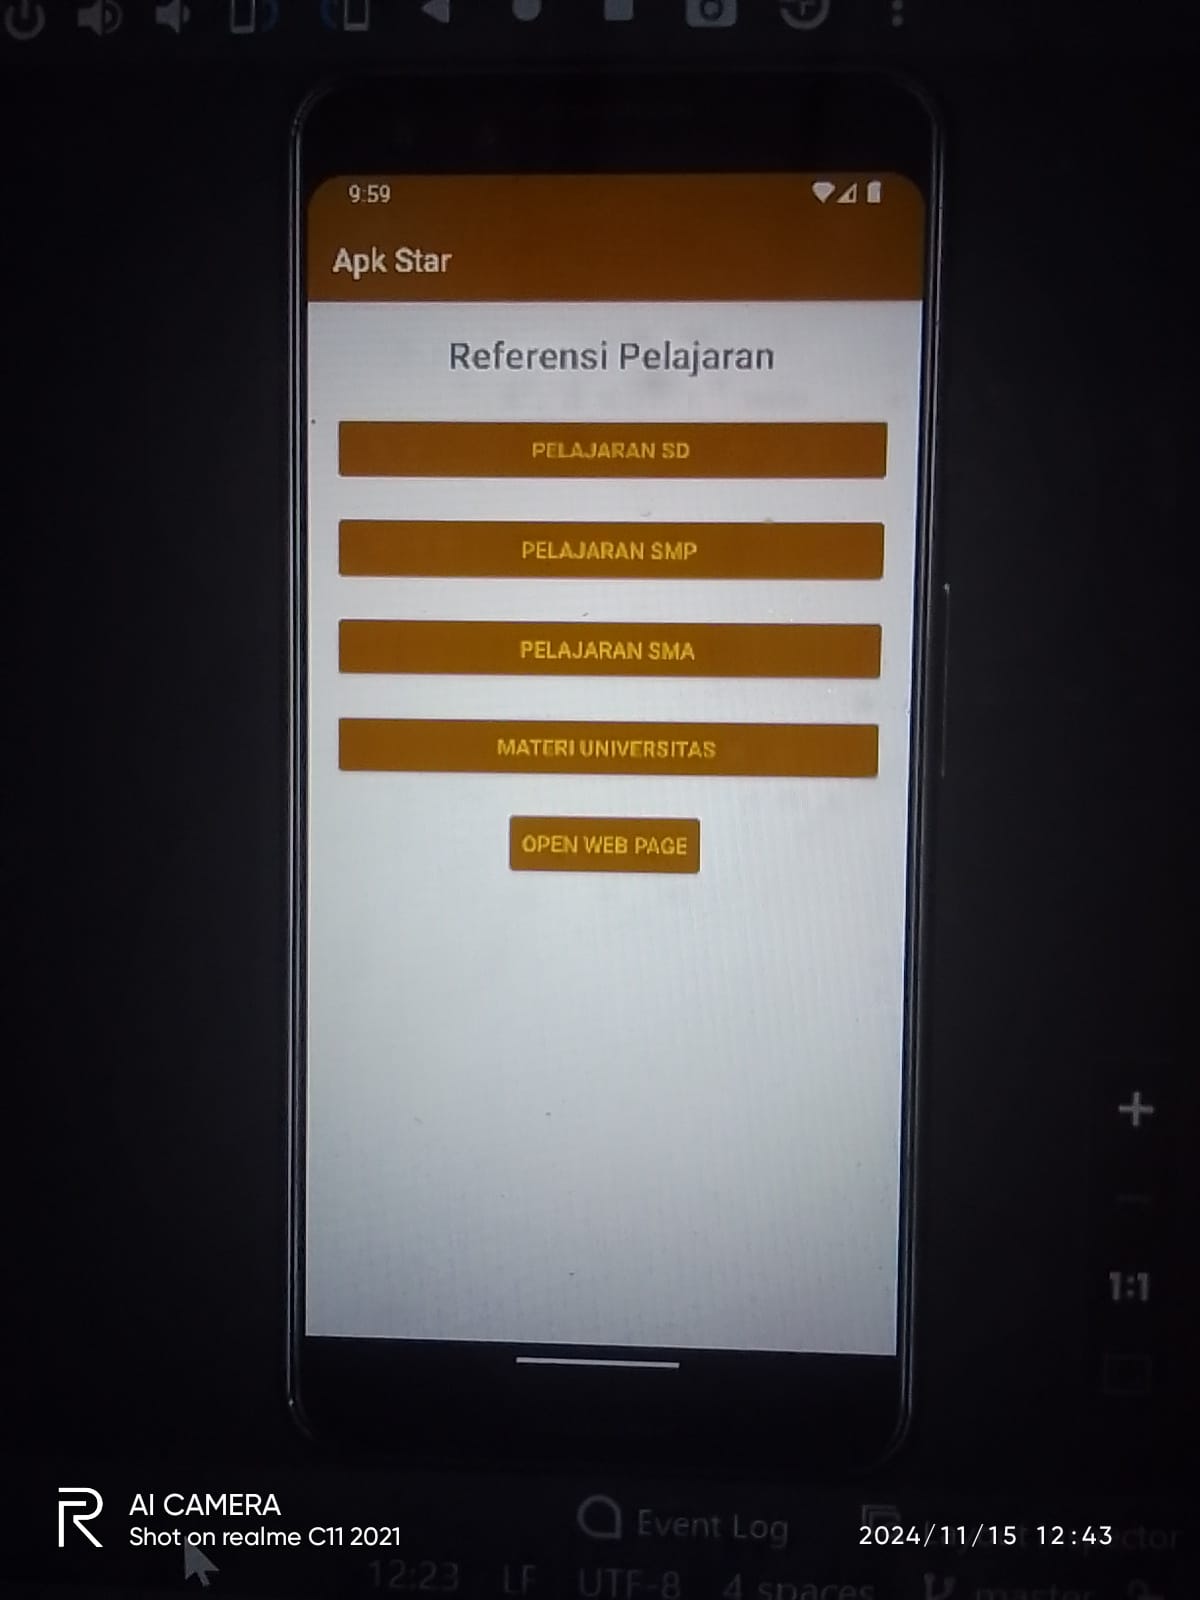 9:59
Apk Star
Referensi Pelajaran
PELAJARAN SD
PELAJARAN SMP
PELAJARAN SMA
MATERI UNIVERSITAS
OPEN WEB PAGE
1:1
AI CAMERA
Shot on realme C11 2021
Event Log
2024/11/15 12:43
12:23 LF UTF-8 4 spaces master